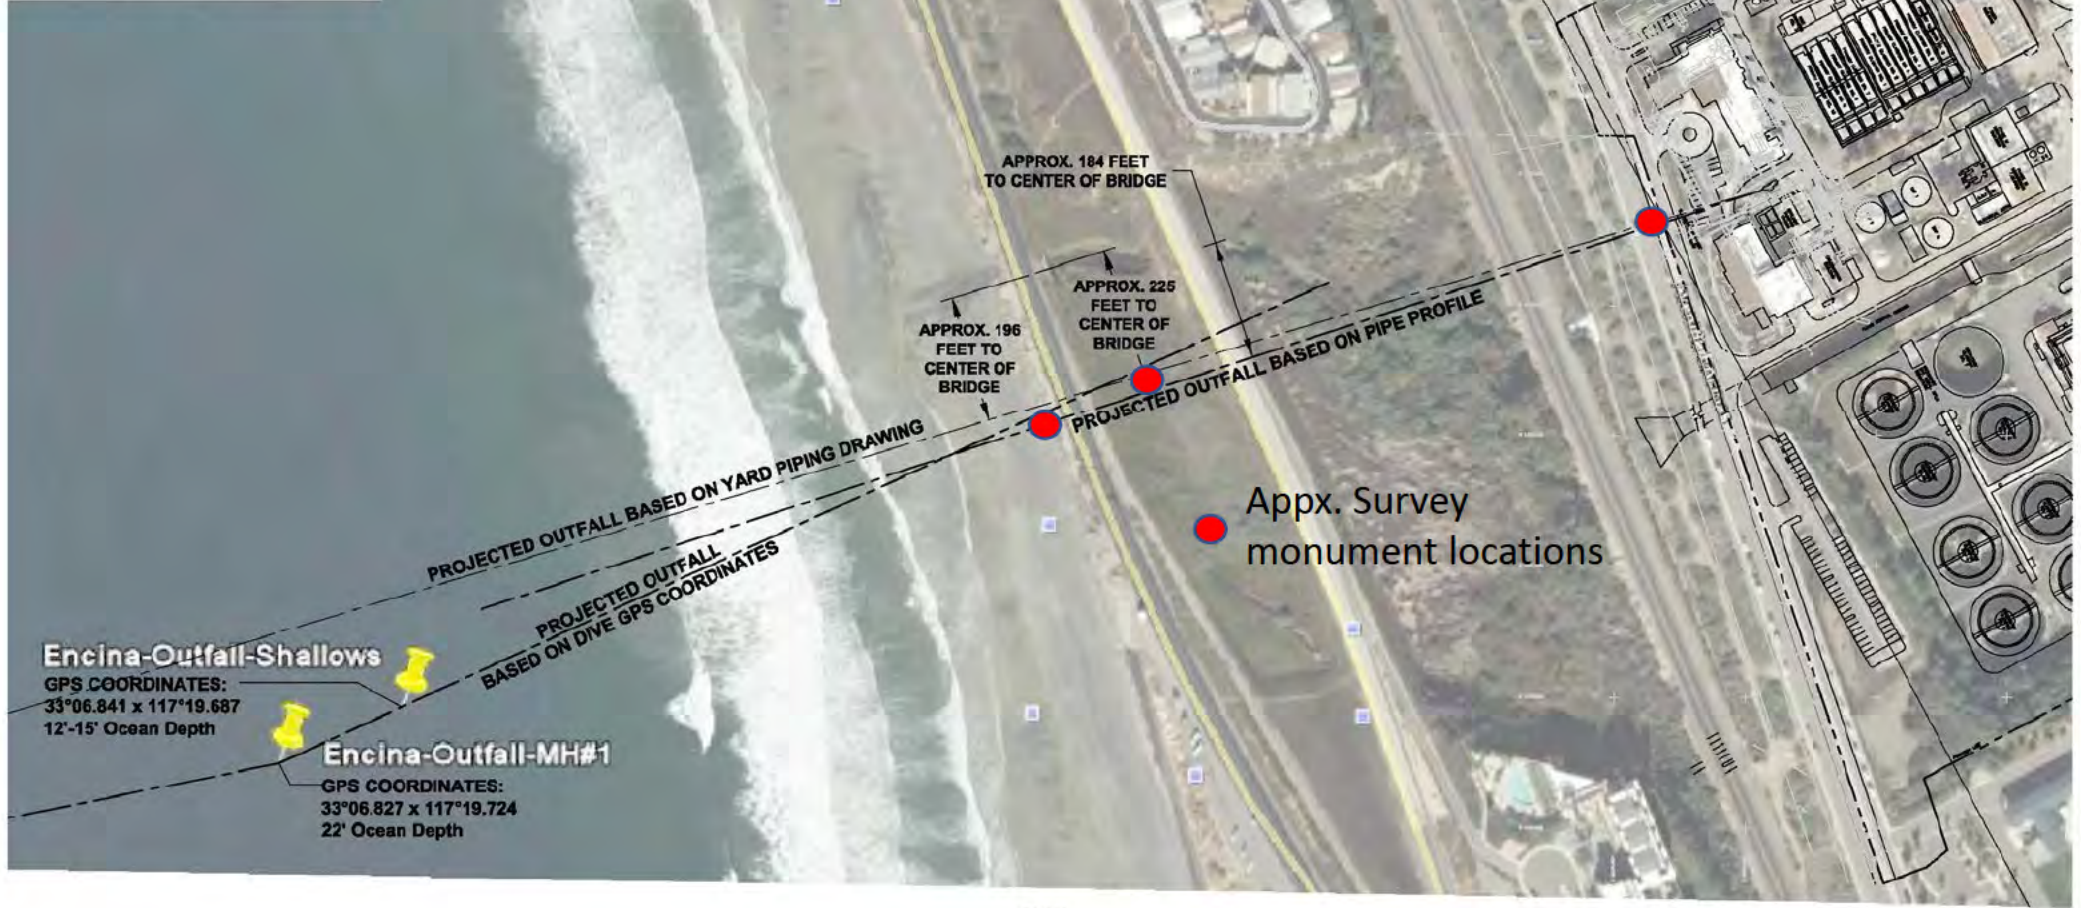 APPROX. 184 FEET
TO CENTER OF BRIDGE
APPROX. 225
FEET TO
CENTER OF
BRIDGE
APPROX. 196
FEET TO
CENTER OF
BRIDGE
PROJECTED OUTFALL BASED ON PIPE PROFILE
PROJECTED OUTFALL BASED ON YARD PIPING DRAWING
PROJECTED OUTFALL
BASED ON DIVE GPS COORDINATES
Appx. Survey
monument locations
Encina-Outfall-Shallows
GPS COORDINATES:
33°06.841 x 117°19.687
12'-15' Ocean Depth
Encina-Outfall-MH#1
GPS COORDINATES:
33°06.827 x 117°19.724
22' Ocean Depth